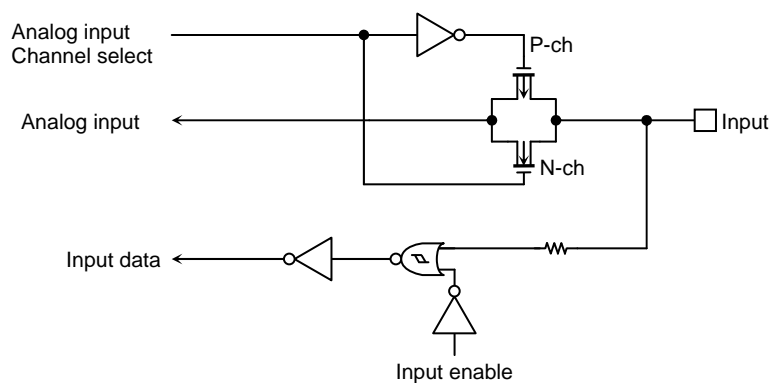 Analog input
Channel select
P-ch
Analog input
Input
N-ch
Input data
Input enable